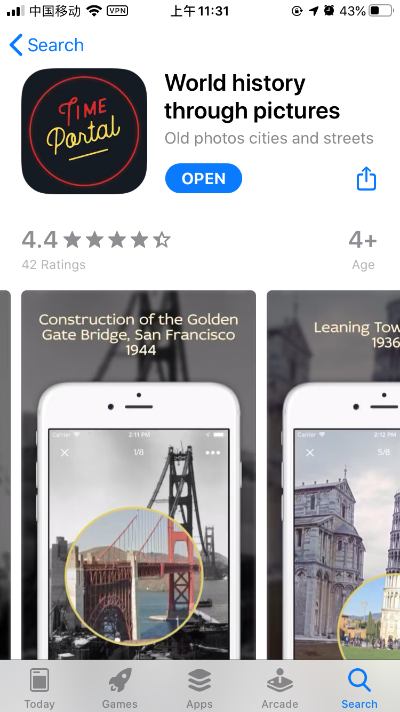 中国移动 VPN 上午11:31 43%
Search
TIME
Portal
World history
through pictures
Old photos cities and streets
OPEN
4.4
4+
42 Ratings
Age
Construction of the Golden
Gate Bridge, San Francisco
1944
Leaning Tow
1936
Carrier 2:11 PM
1/8
Carrier 2:12 PM
5/8
Today
Games
Apps
Arcade
Search